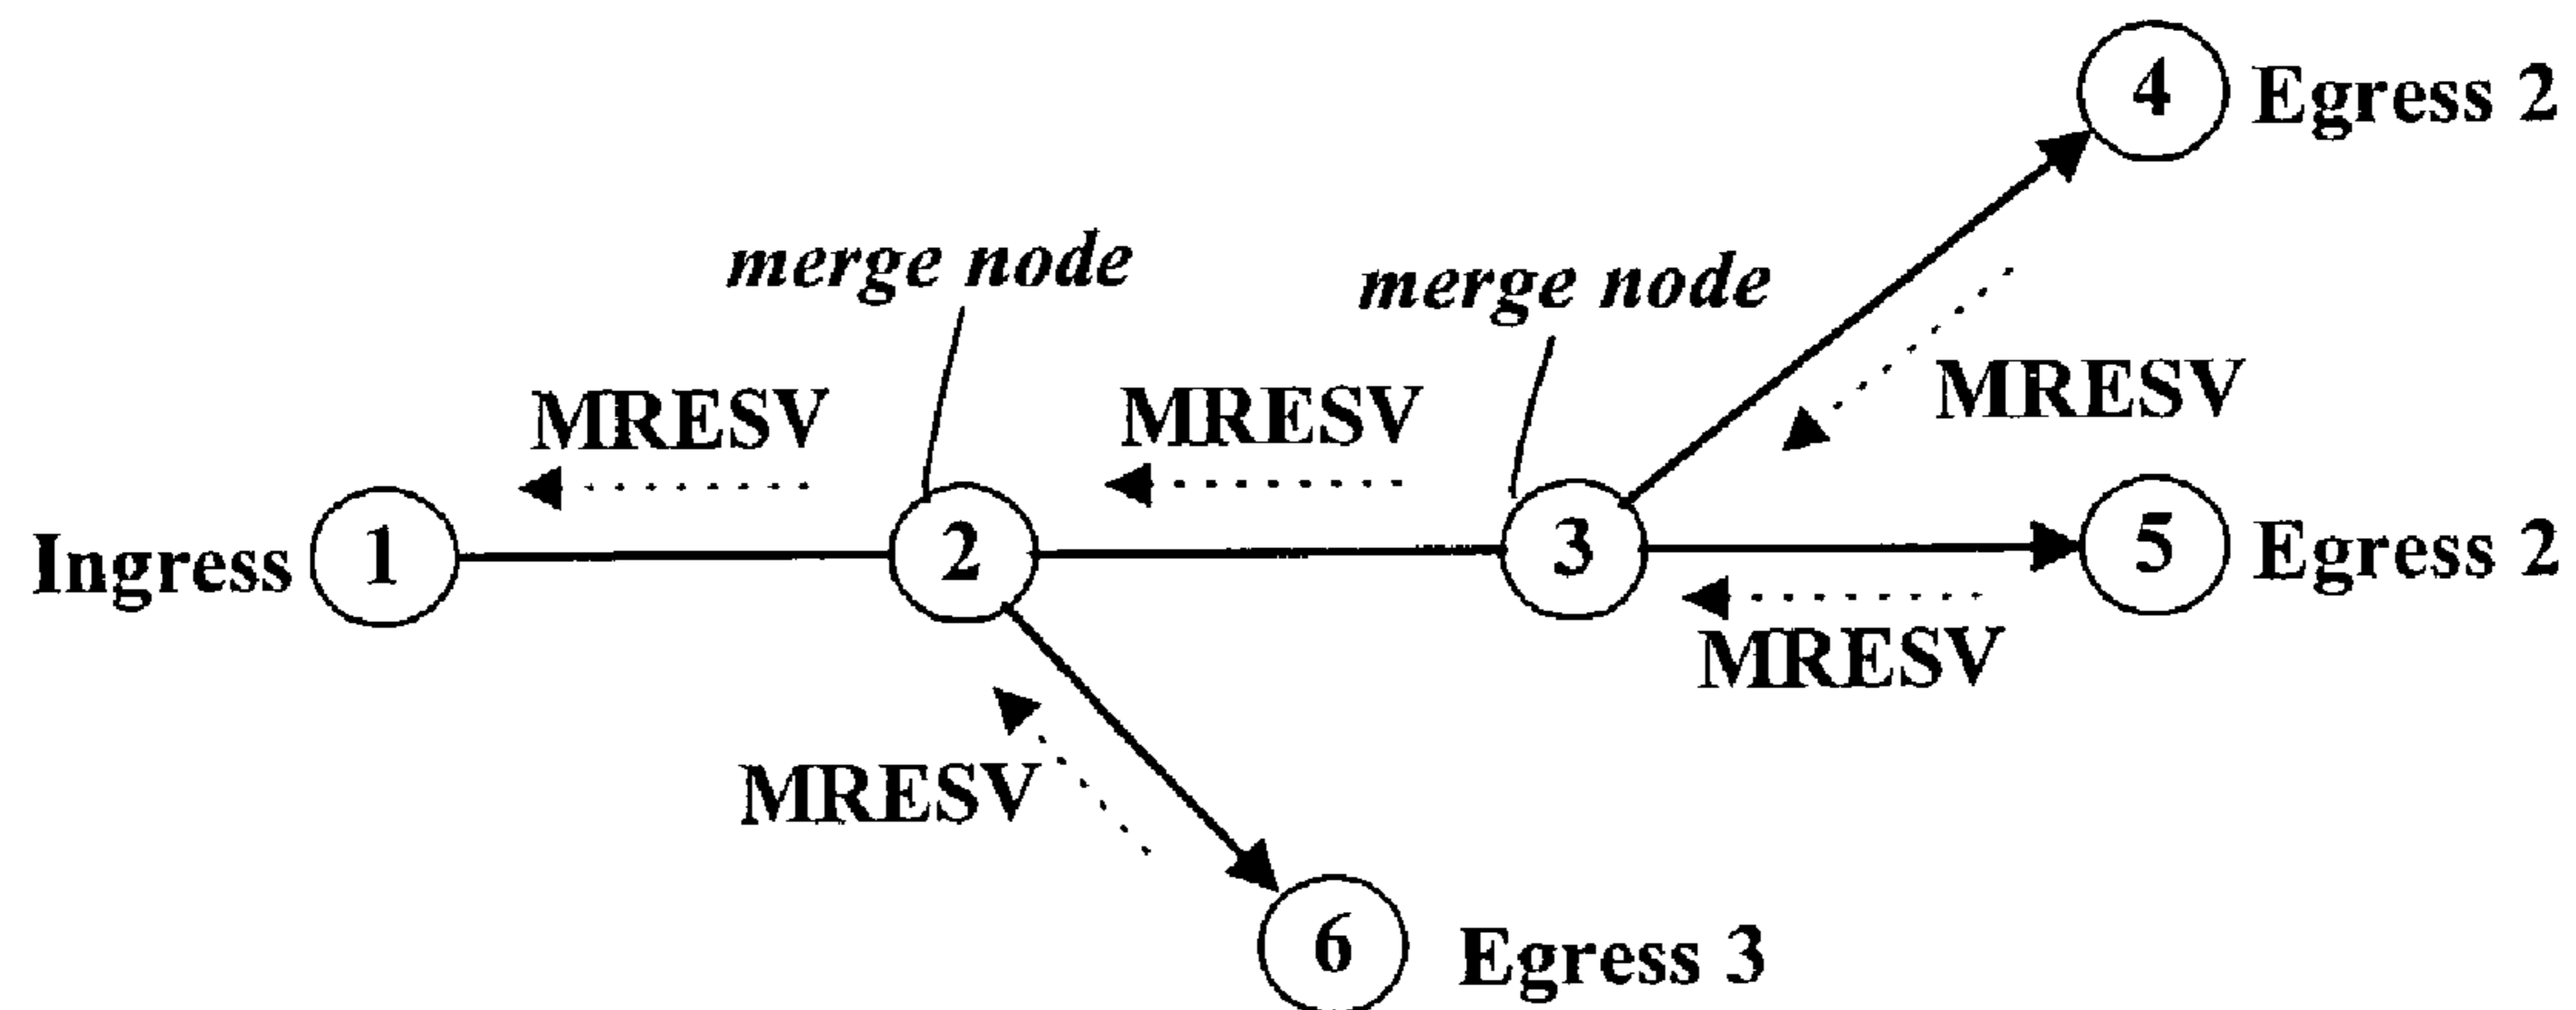 4 Egress 2
merge node
merge node
MRESV
MRESV
MRESV
Ingress 1
2
3
5 Egress 2
MRESV
MRESV
6 Egress 3